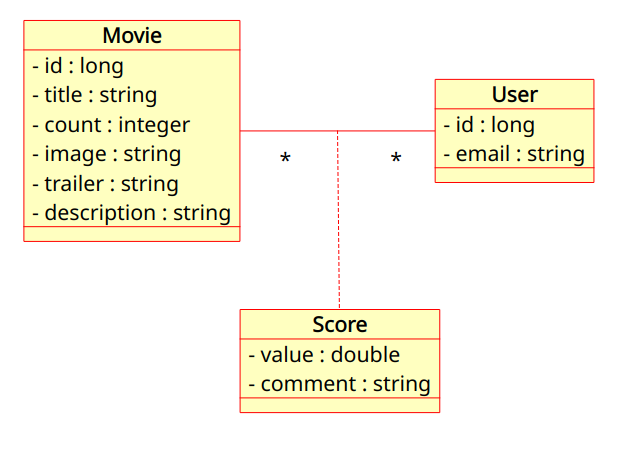 Movie
- id : long
- title : string
- count : integer
- image : string
- trailer : string
- description : string
User
- id : long
- email : string
*
*
Score
- value : double
- comment : string